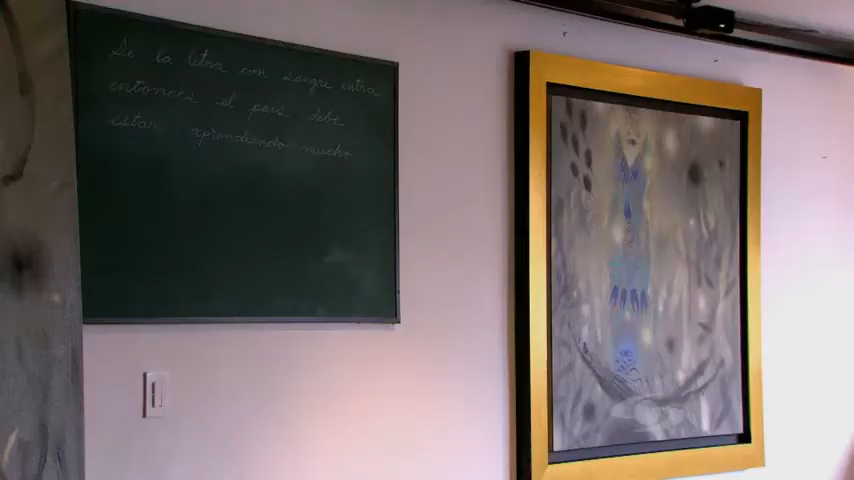 Si la letra con sangre entra
entonces el país debe
estar aprendiendo mucho